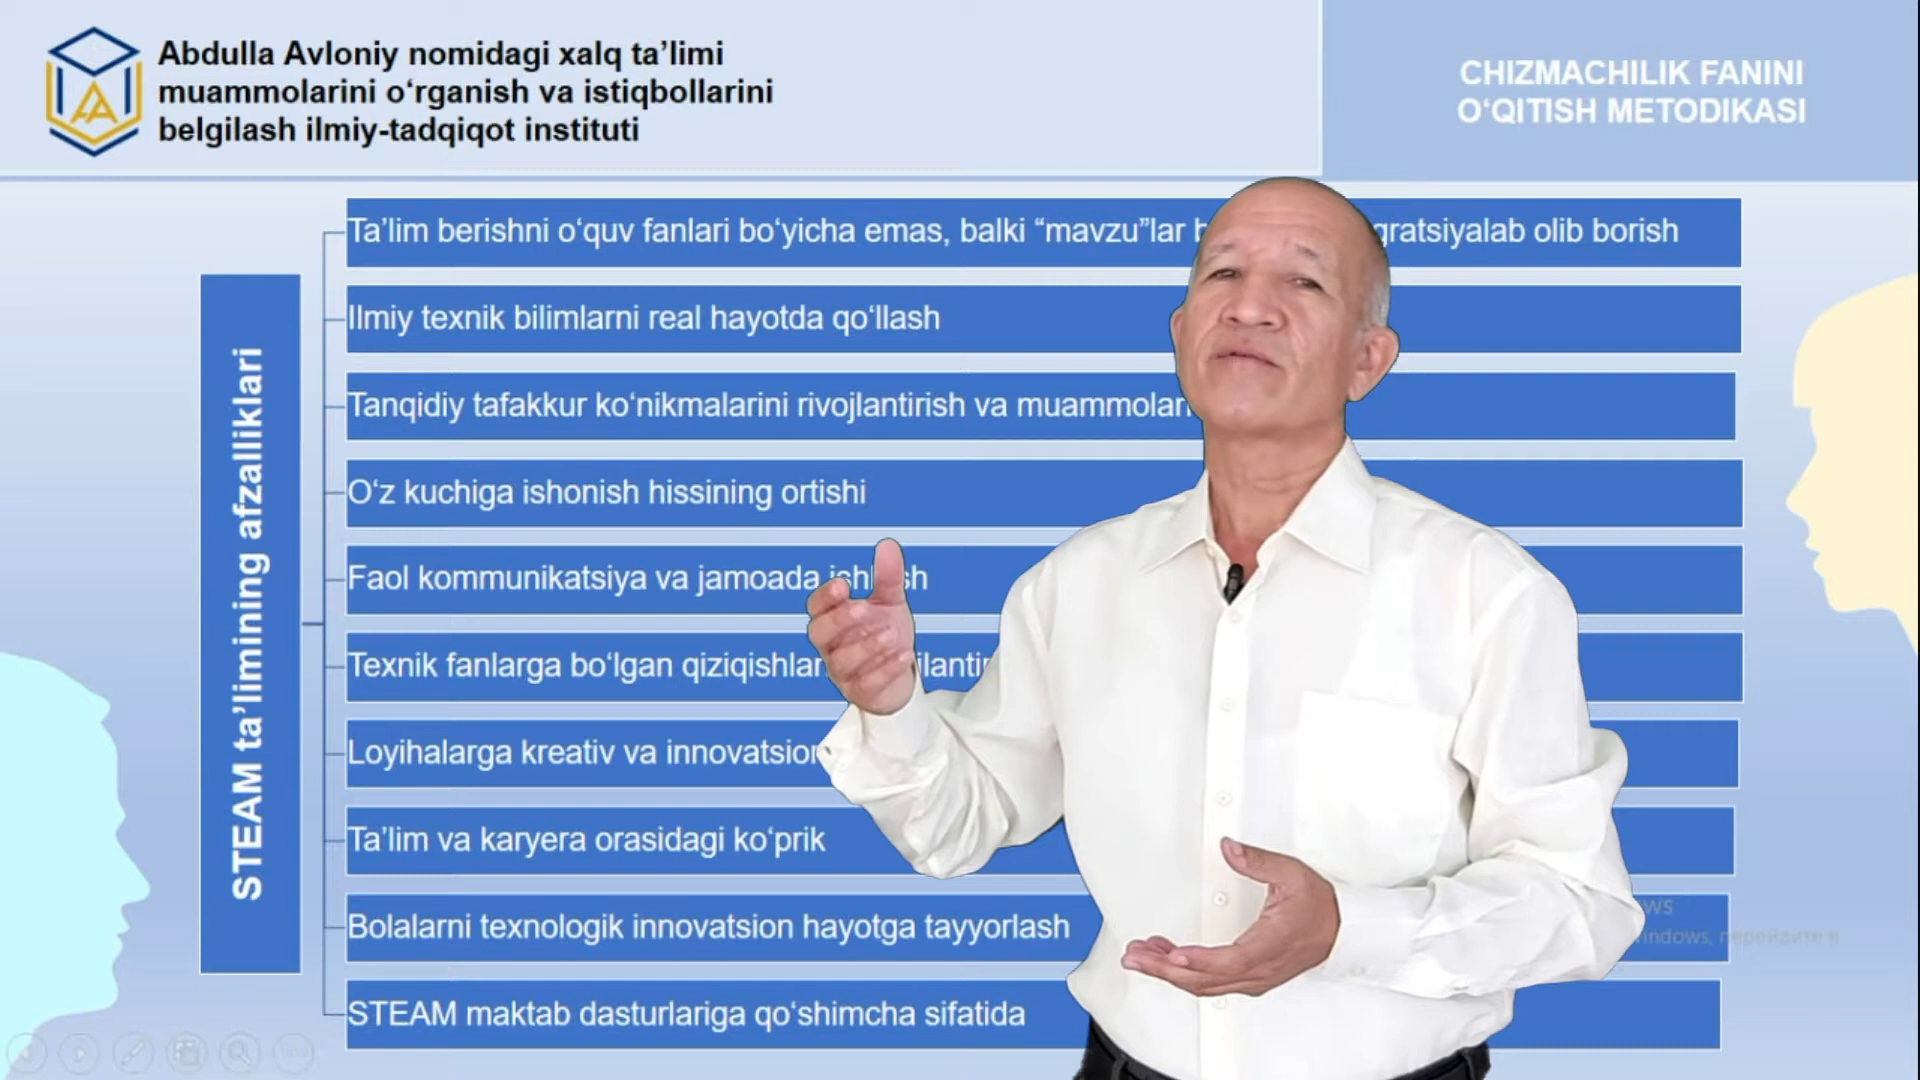 Abdulla Avloniy nomidagi xalq ta’limi
muammolarini o‘rganish va istiqbollarini
belgilash ilmiy-tadqiqot instituti
CHIZMACHILIK FANINI
O‘QITISH METODIKASI
STEAM ta’limining afzaliklari
Ta’lim berishni o‘quv fanlari bo‘yicha emas, balki “mavzu”lar olib borish
Ilmiy texnik bilimlarni real hayotda qo‘llash
Tanqidiy tafakkur ko‘nikmalarini rivojlantirish va
O‘z kuchiga ishonish hissining ortishi
Faol kommunikatsiya va jamoada
Texnik fanlarga bo‘lgan
Loyihalarga kreativ va
Ta’lim va karyera orasidagi ko‘prik
Bolalarni texnologik innovatsion hayotga tayyorlash
STEAM maktab dasturlariga qo‘shimcha sifatida